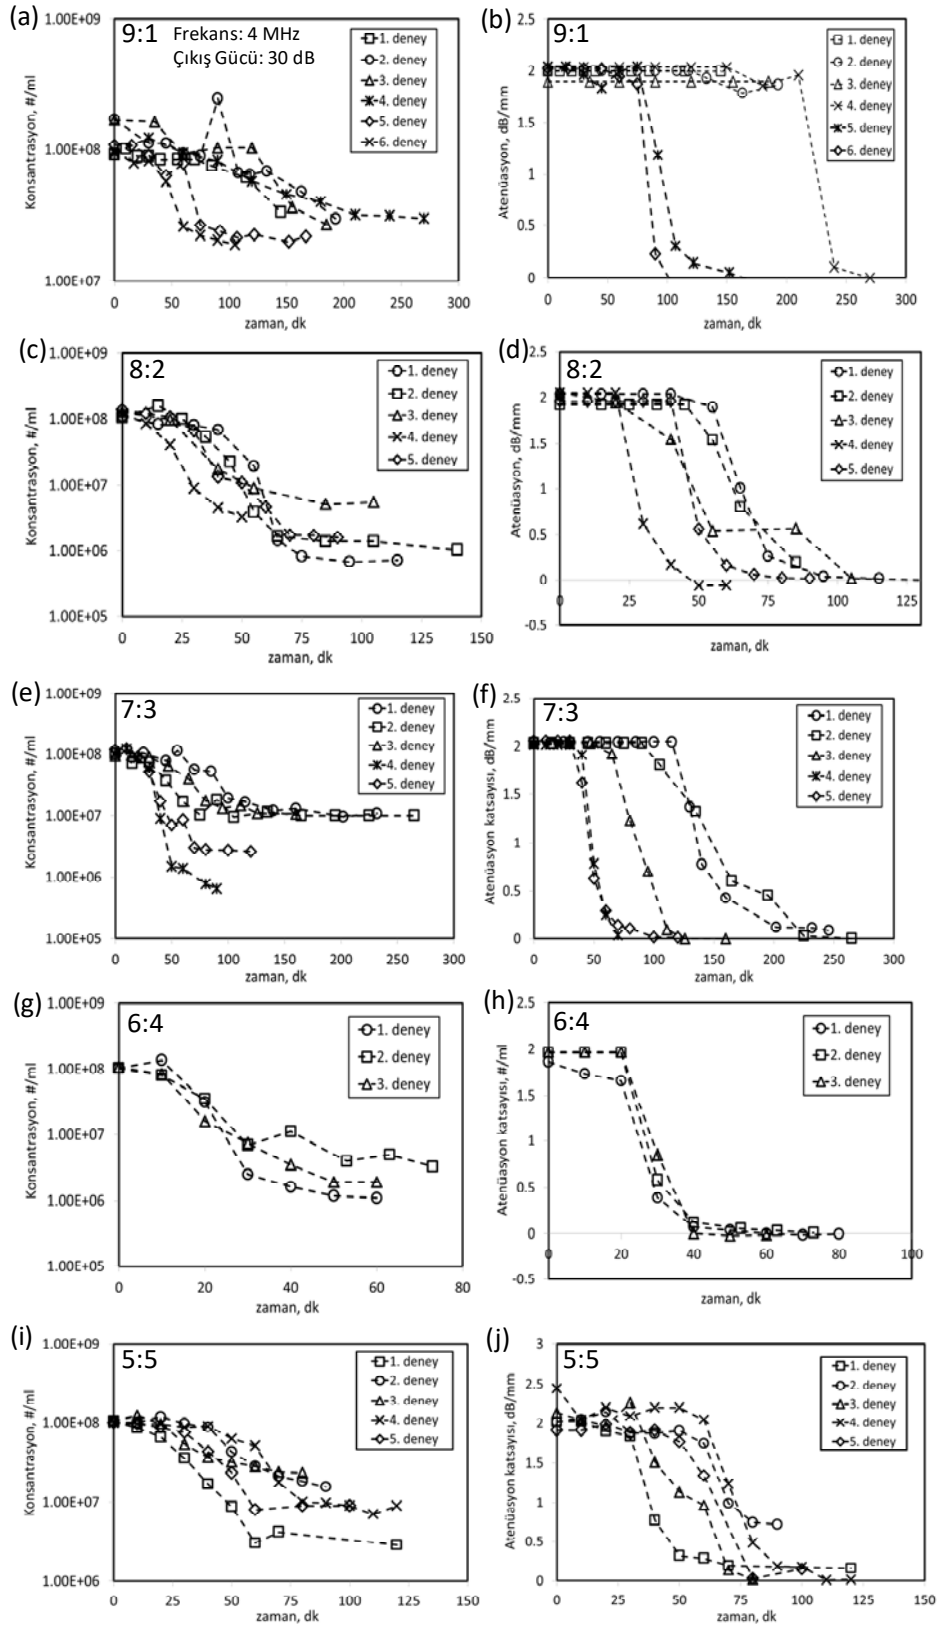 (a)
9:1
Frekans: 4 MHz
Çıkış Gücü: 30 dB
1.00E+09
1.00E+08
1.00E+07
Konsantrasyon, #/ml
1. deney
2. deney
3. deney
4. deney
5. deney
6. deney
0 50 100 150 200 250 300
zaman, dk
(b)
9:1
2.5
2
1.5
1
0.5
0
Atenüasyon, dB/mm
1. deney
2. deney
3. deney
4. deney
5. deney
6. deney
0 50 100 150 200 250 300
zaman, dk
(c)
8:2
1.00E+09
1.00E+08
1.00E+07
1.00E+06
1.00E+05
Konsantrasyon, #/ml
1. deney
2. deney
3. deney
4. deney
5. deney
0 25 50 75 100 125 150
zaman, dk
(d)
8:2
2.5
2
1.5
1
0.5
0
-0.5
Atenüasyon, dB/mm
1. deney
2. deney
3. deney
4. deney
5. deney
0 25 50 75 100 125
zaman, dk
(e)
7:3
1.00E+09
1.00E+08
1.00E+07
1.00E+06
1.00E+05
Konsantrasyon, #/ml
1. deney
2. deney
3. deney
4. deney
5. deney
0 50 100 150 200 250 300
zaman, dk
(f)
7:3
2.5
2
1.5
1
0.5
0
Atenüasyon katsayısı, dB/mm
1. deney
2. deney
3. deney
4. deney
5. deney
0 50 100 150 200 250 300
zaman, dk
(g)
6:4
1.00E+09
1.00E+08
1.00E+07
1.00E+06
1.00E+05
Konsantrasyon, #/ml
1. deney
2. deney
3. deney
0 20 40 60 80
zaman, dk
(h)
6:4
2.5
2
1.5
1
0.5
0
-0.5
Atenüasyon katsayısı, #/ml
1. deney
2. deney
3. deney
0 20 40 60 80 100
zaman, dk
(i)
5:5
1.00E+09
1.00E+08
1.00E+07
1.00E+06
Konsantrasyon, #/ml
1. deney
2. deney
3. deney
4. deney
5. deney
0 25 50 75 100 125 150
zaman, dk
(j)
5:5
3
2.5
2
1.5
1
0.5
0
Atenüasyon katsayısı, dB/mm
1. deney
2. deney
3. deney
4. deney
5. deney
0 25 50 75 100 125 150
zaman, dk